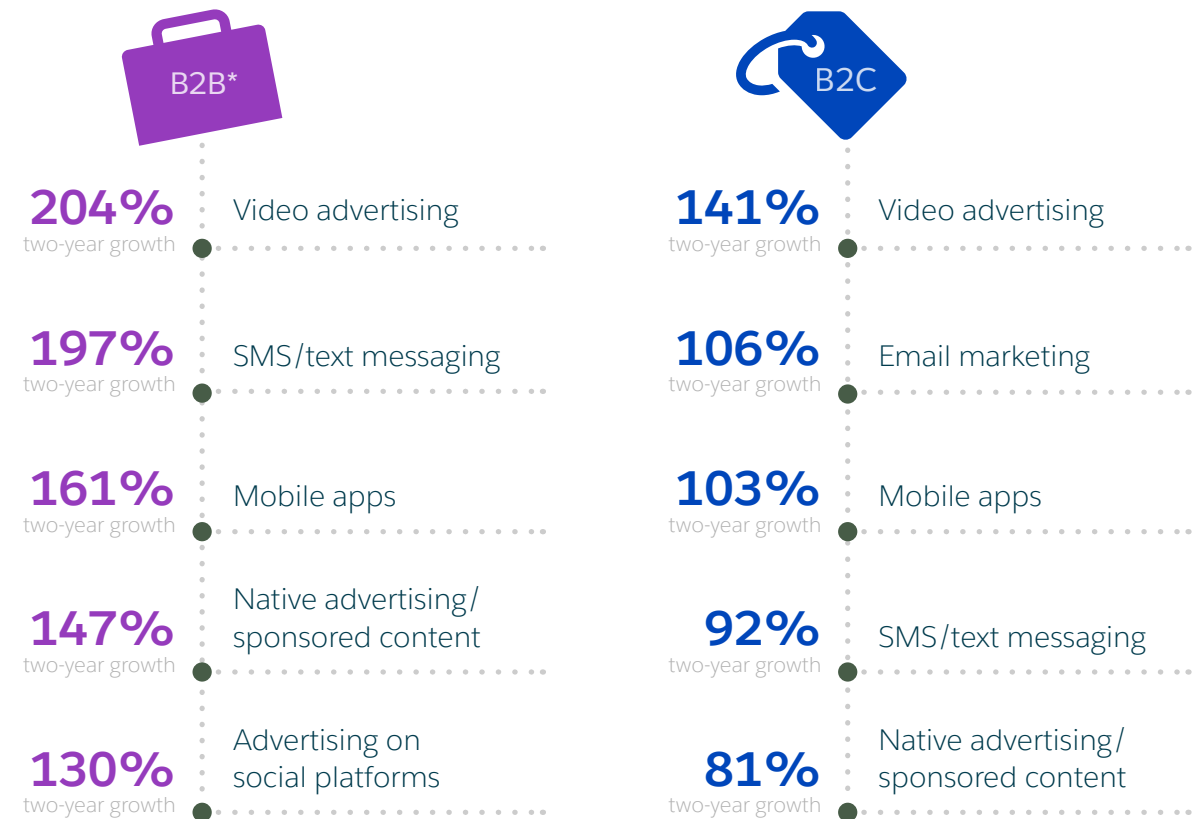 B2B*
204%
two-year growth
Video advertising
197%
two-year growth
SMS/text messaging
161%
two-year growth
Mobile apps
147%
two-year growth
Native advertising/
sponsored content
130%
two-year growth
Advertising on
social platforms
B2C
141%
two-year growth
Video advertising
106%
two-year growth
Email marketing
103%
two-year growth
Mobile apps
92%
two-year growth
SMS/text messaging
81%
two-year growth
Native advertising/
sponsored content